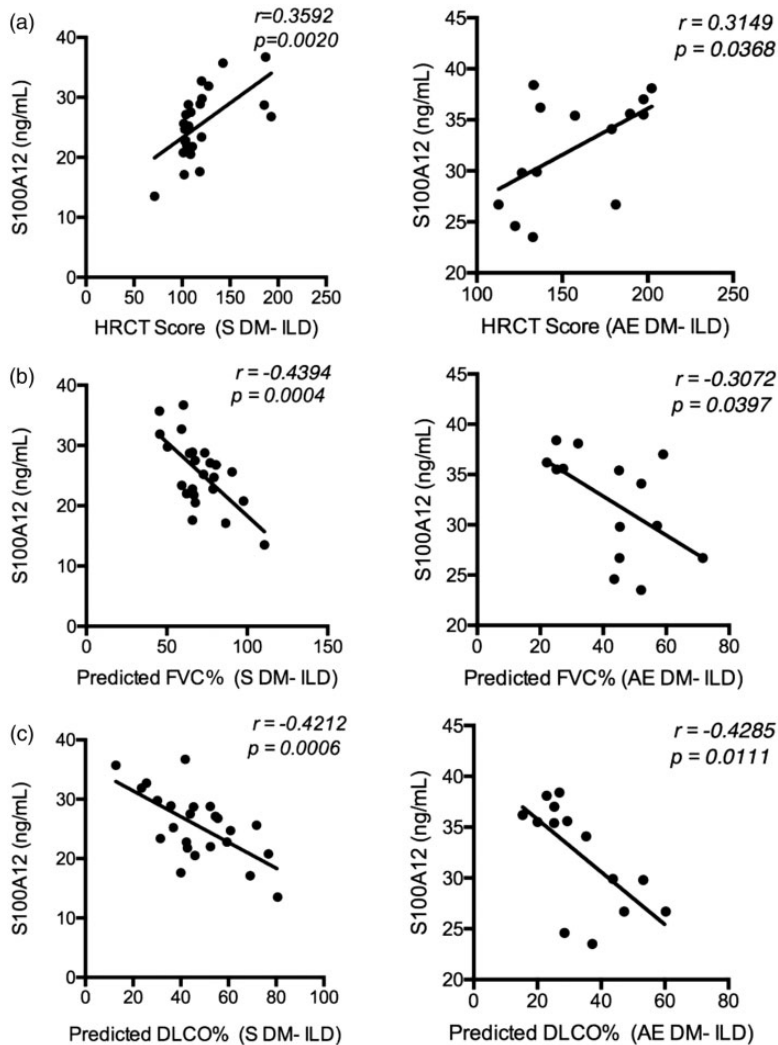 (a)
r=0.3592
p=0.0020
S100A12 (ng/mL)
40
30
20
10
0
0 50 100 150 200 250
HRCT Score (S DM- ILD)
r = 0.3149
p = 0.0368
S100A12 (ng/mL)
45
40
35
30
25
20
100 150 200 250
HRCT Score (AE DM- ILD)
(b)
r = -0.4394
p = 0.0004
S100A12 (ng/mL)
40
30
20
10
0
0 50 100 150
Predicted FVC% (S DM- ILD)
r = -0.3072
p = 0.0397
S100A12 (ng/mL)
45
40
35
30
25
20
0 20 40 60 80
Predicted FVC% (AE DM- ILD)
(c)
r = -0.4212
p = 0.0006
S100A12 (ng/mL)
40
30
20
10
0
0 20 40 60 80 100
Predicted DLCO% (S DM- ILD)
r = -0.4285
p = 0.0111
S100A12 (ng/mL)
45
40
35
30
25
20
0 20 40 60 80
Predicted DLCO% (AE DM- ILD)